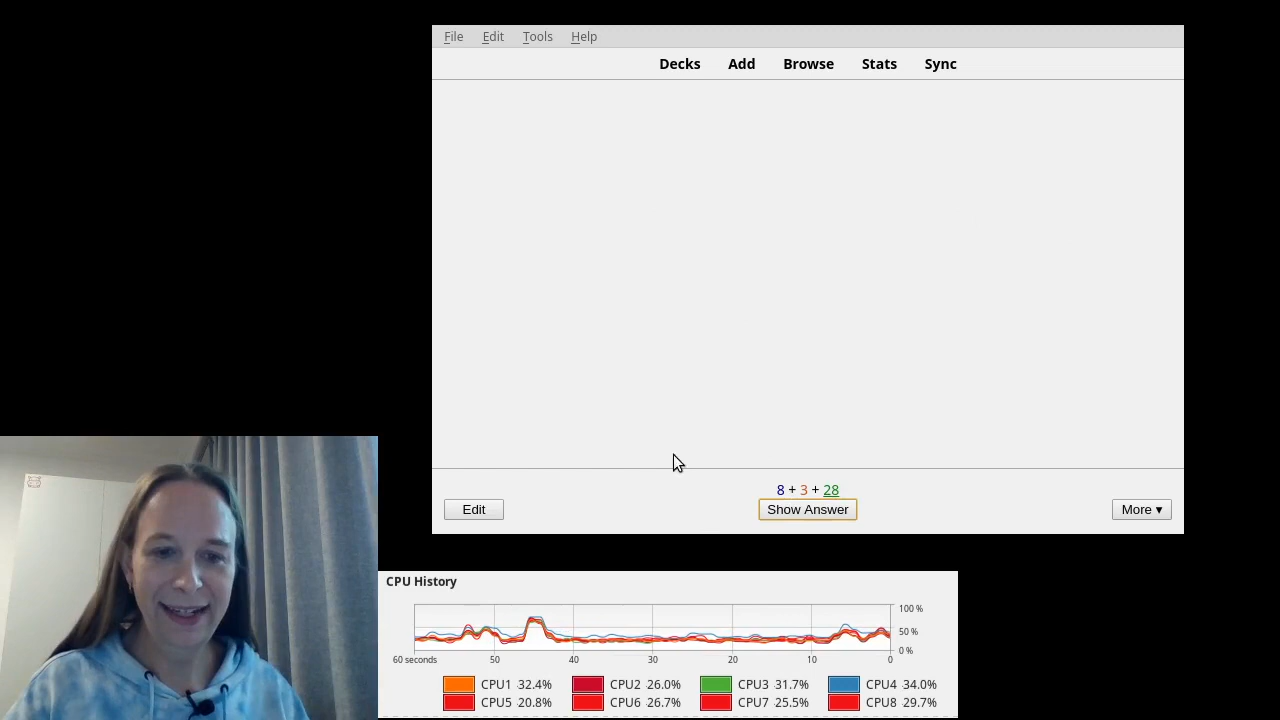 File Edit Tools Help
Decks Add Browse Stats Sync
8 + 3 + 28
Edit Show Answer More ▾
CPU History
100 %
50 %
0 %
60 seconds 50 40 30 20 10 0
CPU1 32.4% CPU2 26.0% CPU3 31.7% CPU4 34.0%
CPU5 20.8% CPU6 26.7% CPU7 25.5% CPU8 29.7%